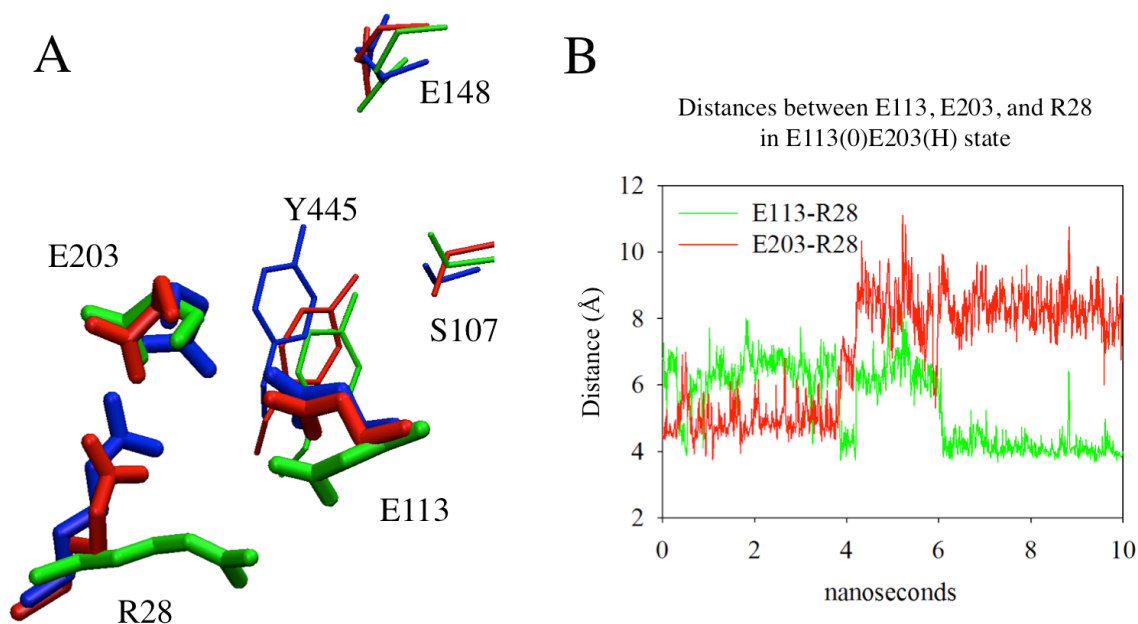 A
E148
Y445
E203
S107
E113
R28
B
Distances between E113, E203, and R28
in E113(0)E203(H) state
12
10
8
6
4
2
Distance (Å)
E113-R28
E203-R28
0 2 4 6 8 10
nanoseconds